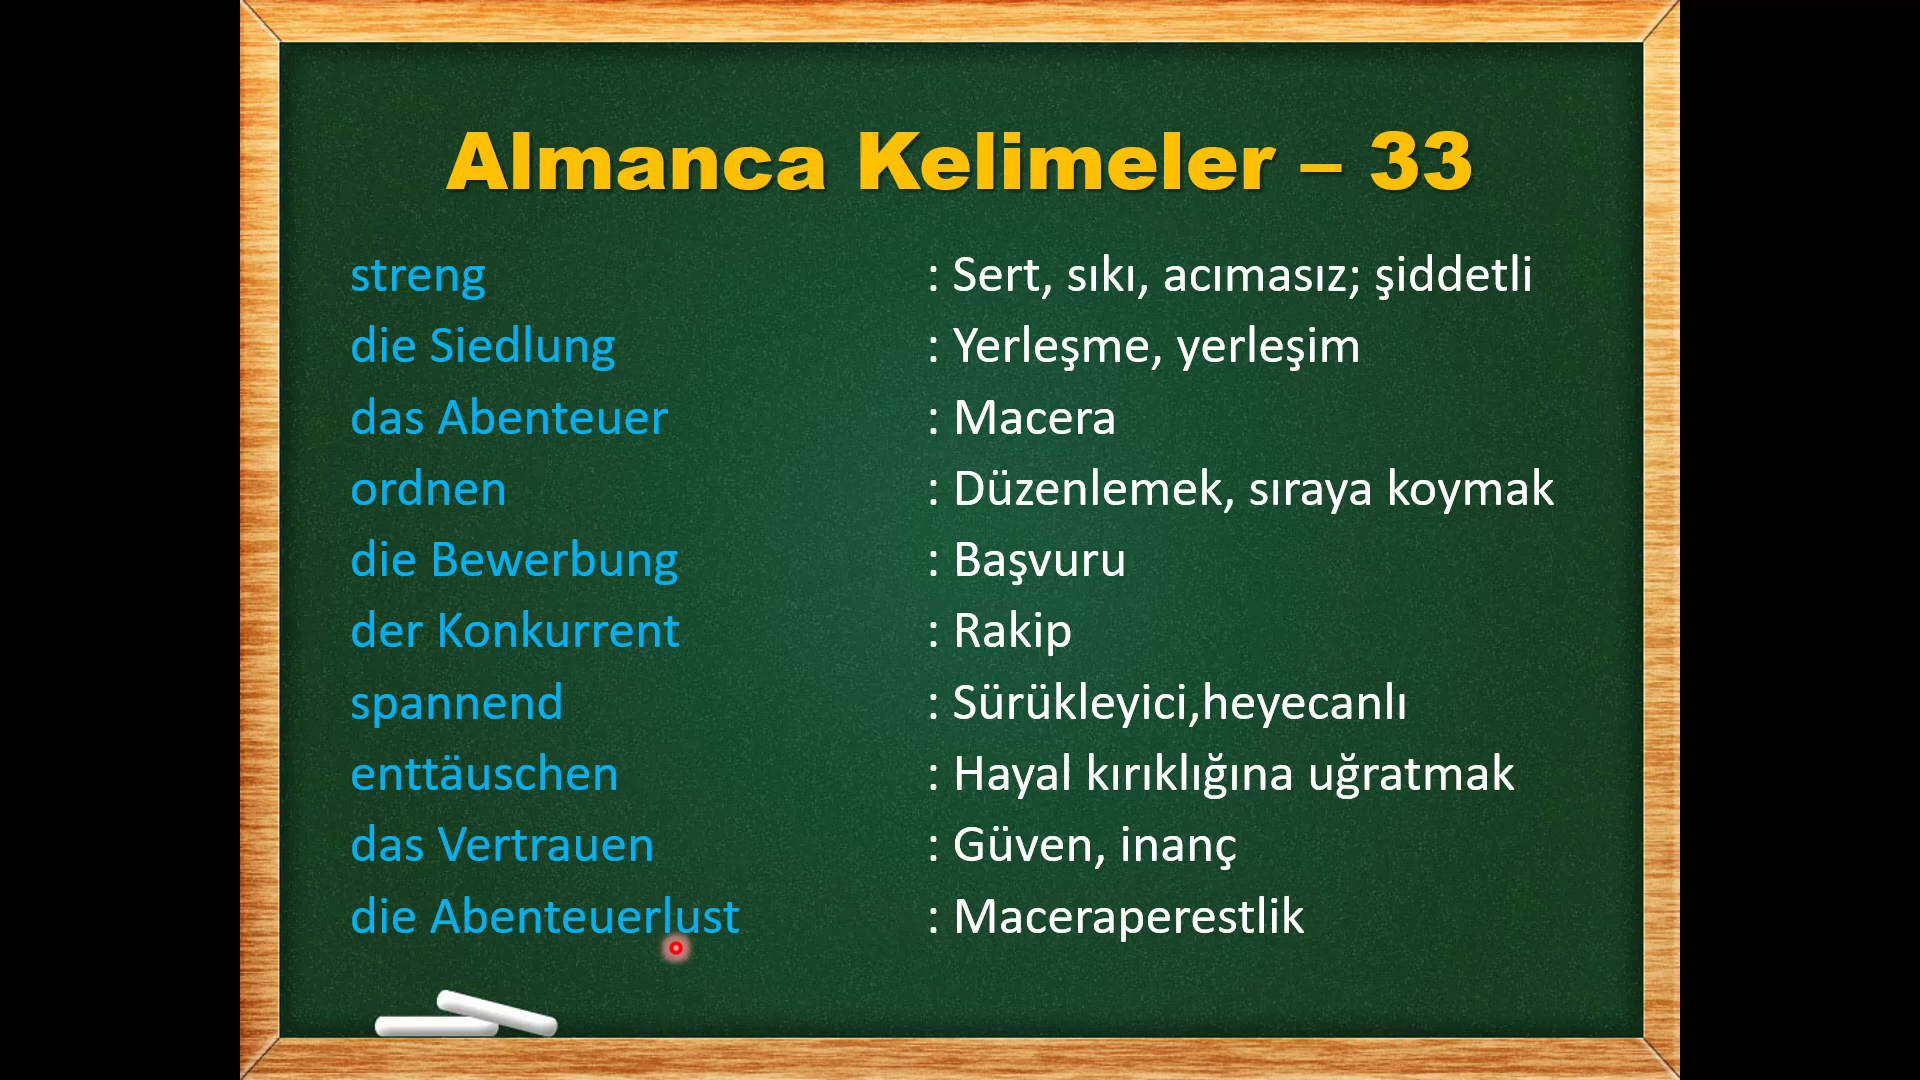 Almanca Kelimeler – 33
streng : Sert, sıkı, acımasız; şiddetli
die Siedlung : Yerleşme, yerleşim
das Abenteuer : Macera
ordnen : Düzenlemek, sıraya koymak
die Bewerbung : Başvuru
der Konkurrent : Rakip
spannend : Sürükleyici,heyecanlı
enttäuschen : Hayal kırıklığına uğratmak
das Vertrauen : Güven, inanç
die Abenteuerlust : Maceraperestlik